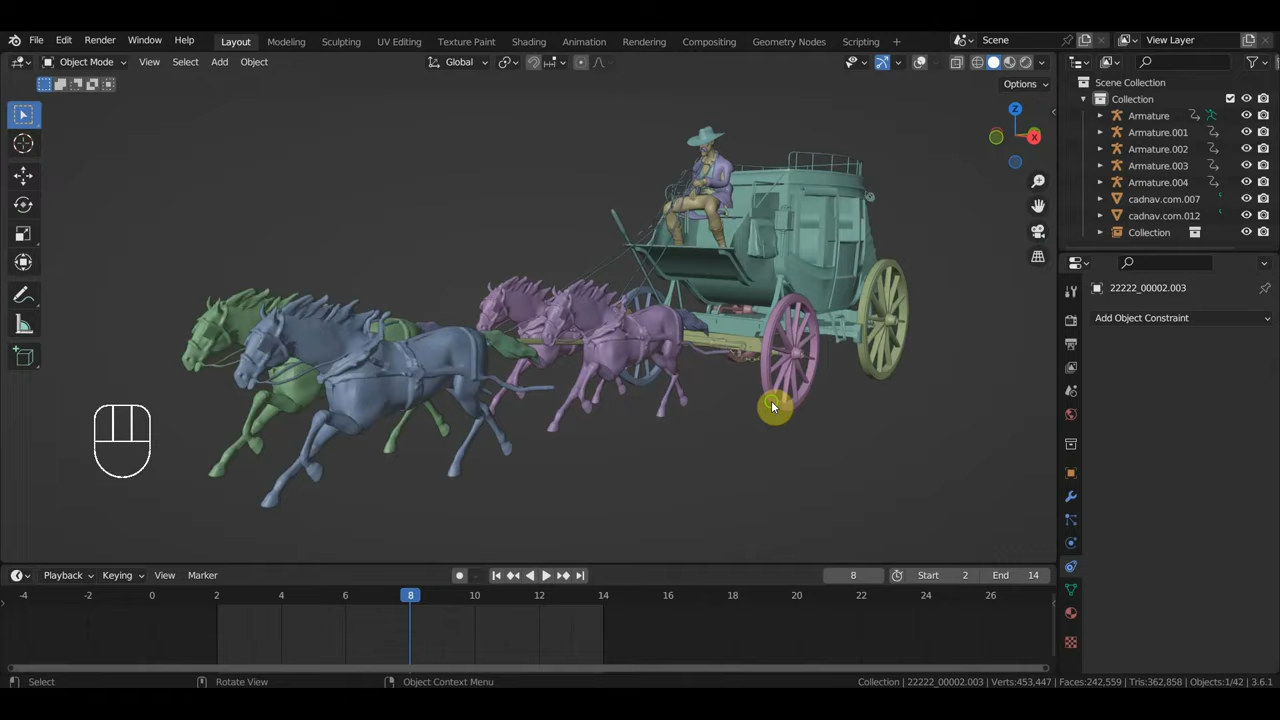 File Edit Render Window Help
Layout Modeling Sculpting UV Editing Texture Paint Shading Animation Rendering Compositing Geometry Nodes Scripting +
Scene
View Layer
Object Mode View Select Add Object
Global
Options
Z
X
Scene Collection
Collection
Armature
Armature.001
Armature.002
Armature.003
Armature.004
cadnav.com.007
cadnav.com.012
Collection
22222_00002.003
Add Object Constraint
Playback Keying View Marker
8 Start 2 End 14
-4 -2 0 2 4 6 8 10 12 14 16 18 20 22 24 26
Select Rotate View Object Context Menu
Collection | 22222_00002.003 | Verts:453,447 | Faces:242,559 | Tris:362,858 | Objects:1/42 | 3.6.1